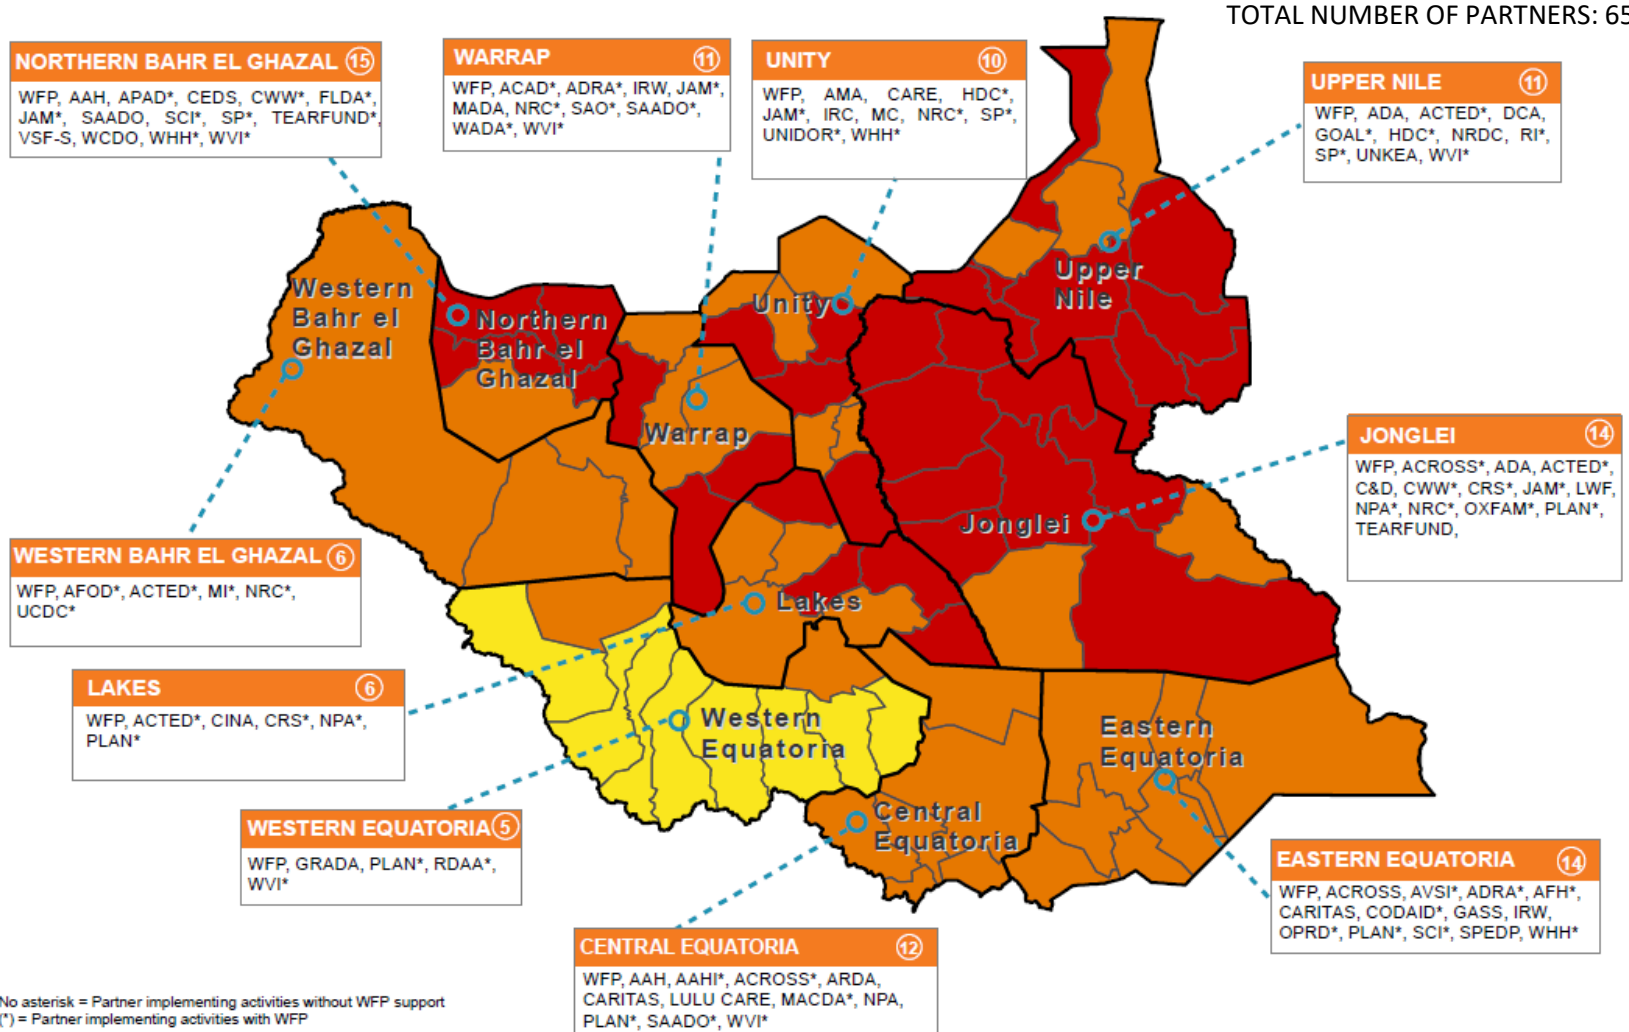 TOTAL NUMBER OF PARTNERS: 65
NORTHERN BAHR EL GHAZAL 15
WFP, AAH, APAD*, CEDS, CWW*, FLDA*,
JAM*, SAADO, SCI*, SP*, TEARFUND*,
VSF-S, WCDO, WHH*, WVI*
WARRAP 11
WFP, ACAD*, ADRA*, IRW, JAM*,
MADA, NRC*, SAO*, SAADO*,
WADA*, WVI*
UNITY 10
WFP, AMA, CARE, HDC*,
JAM*, IRC, MC, NRC*, SP*,
UNIDOR*, WHH*
UPPER NILE 11
WFP, ADA, ACTED*, DCA,
GOAL*, HDC*, NRDC, RI*,
SP*, UNKEA, WVI*
Western
Bahr el
Ghazal
Northern
Bahr el
Ghazal
Unity
Upper
Nile
Warrap
Jonglei
Lakes
JONGLEI 14
WFP, ACROSS*, ADA, ACTED*,
C&D, CWW*, CRS*, JAM*, LWF,
NPA*, NRC*, OXFAM*, PLAN*,
TEARFUND,
WESTERN BAHR EL GHAZAL 6
WFP, AFOD*, ACTED*, MI*, NRC*,
UCDC*
LAKES 6
WFP, ACTED*, CINA, CRS*, NPA*,
PLAN*
Western
Equatoria
Eastern
Equatoria
Central
Equatoria
WESTERN EQUATORIA 5
WFP, GRADA, PLAN*, RDAA*,
WVI*
EASTERN EQUATORIA 14
WFP, ACROSS, AVSI*, ADRA*, AFH*,
CARITAS, CODAID*, GASS, IRW,
OPRD*, PLAN*, SCI*, SPEDP, WHH*
CENTRAL EQUATORIA 12
WFP, AAH, AAHI*, ACROSS*, ARDA,
CARITAS, LULU CARE, MACDA*, NPA,
PLAN*, SAADO*, WVI*
No asterisk = Partner implementing activities without WFP support
(*) = Partner implementing activities with WFP